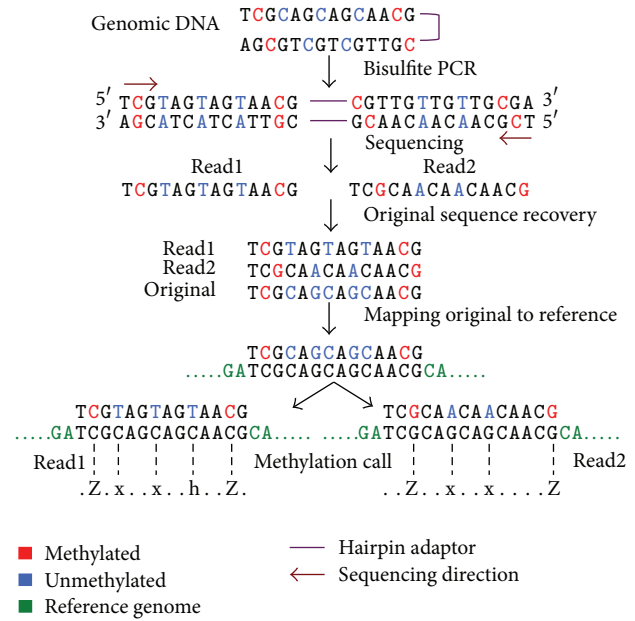 Genomic DNA
TCGCAGCAGCAACG
AGCGTCGTCGTTGC
Bisulfite PCR
5′ TCGTAGTAGTAACG CGTTGTTGTTGCGA 3′
3′ AGCATCATCATTGC GCAACAACAACGCT 5′
Sequencing
Read1 Read2
TCGTAGTAGTAACG TCGCAACAACAACG
Original sequence recovery
Read1 TCGTAGTAGTAACG
Read2 TCGCAACAACAACG
Original TCGCAGCAGCAACG
Mapping original to reference
TCGCAGCAGCAACG
.....GATCGCAGCAGCAACGCA.....
TCGTAGTAGTAACG TCGCAACAACAACG
.....GATCGCAGCAGCAACGCA..... .....GATCGCAGCAGCAACGCA.....
Read1 Methylation call Read2
.Z.x..x..h..Z. ..Z..x..x....Z
Methylated
Unmethylated
Reference genome
Hairpin adaptor
Sequencing direction